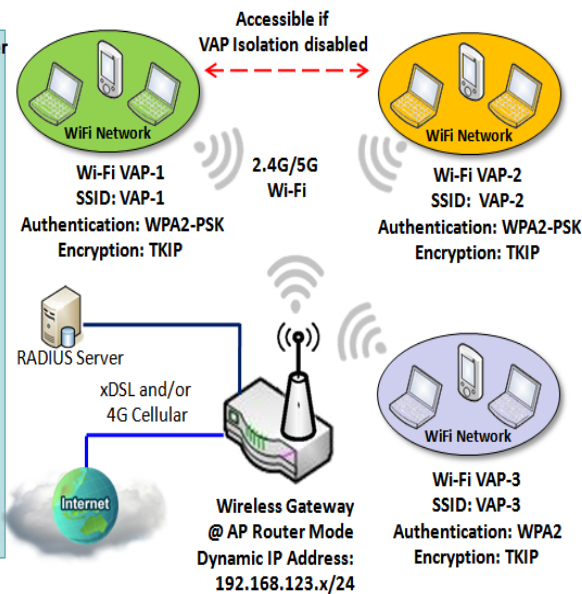 Accessible if
VAP Isolation disabled
er
WiFi Network
WiFi Network
Wi-Fi VAP-1
SSID: VAP-1
Authentication: WPA2-PSK
Encryption: TKIP
2.4G/5G
Wi-Fi
Wi-Fi VAP-2
SSID: VAP-2
Authentication: WPA2-PSK
Encryption: TKIP
RADIUS Server
xDSL and/or
4G Cellular
Internet
Wireless Gateway
@ AP Router Mode
Dynamic IP Address:
192.168.123.x/24
WiFi Network
Wi-Fi VAP-3
SSID: VAP-3
Authentication: WPA2
Encryption: TKIP